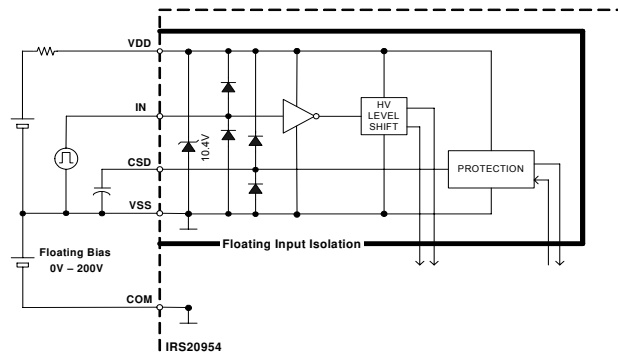 VDD
IN
HV
LEVEL
SHIFT
10.4V
CSD
PROTECTION
VSS
Floating Input Isolation
Floating Bias
0V – 200V
COM
IRS20954